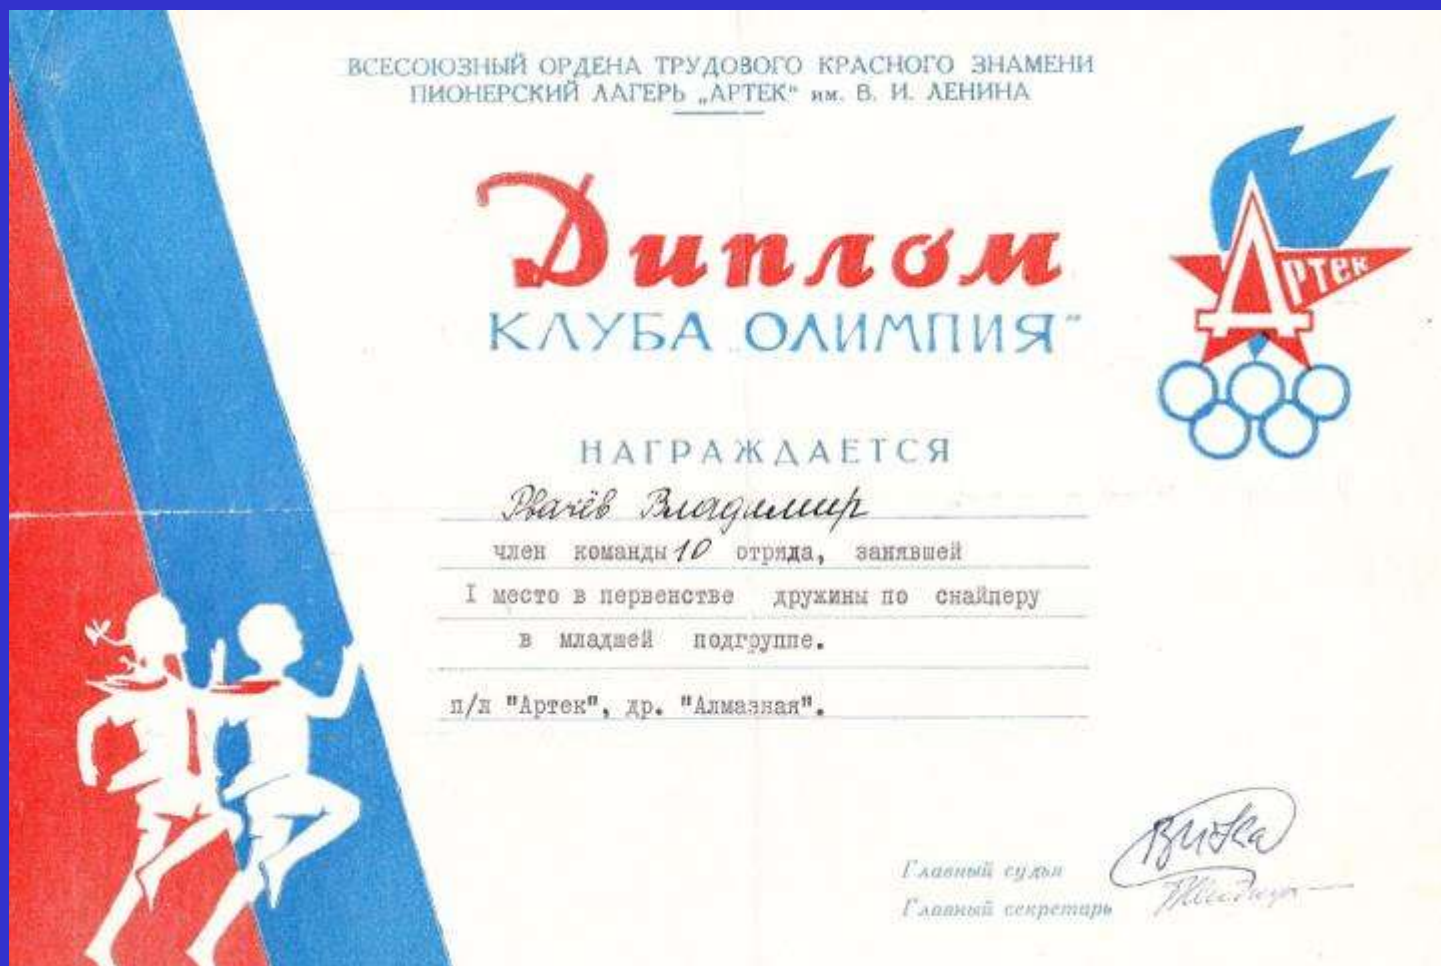 ВСЕСОЮЗНЫЙ ОРДЕНА ТРУДОВОГО КРАСНОГО ЗНАМЕНИ
ПИОНЕРСКИЙ ЛАГЕРЬ „АРТЕК" им. В. И. ЛЕНИНА
Диплом
КЛУБА „ОЛИМПИЯ"
АРТЕК
НАГРАЖДАЕТСЯ
Рвачёв Владимир
член команды 10 отряда, занявшей
I место в первенстве дружины по снайперу
в младшей подгруппе.
п/л "Артек", др. "Алмазная".
Главный судья
Главный секретарь